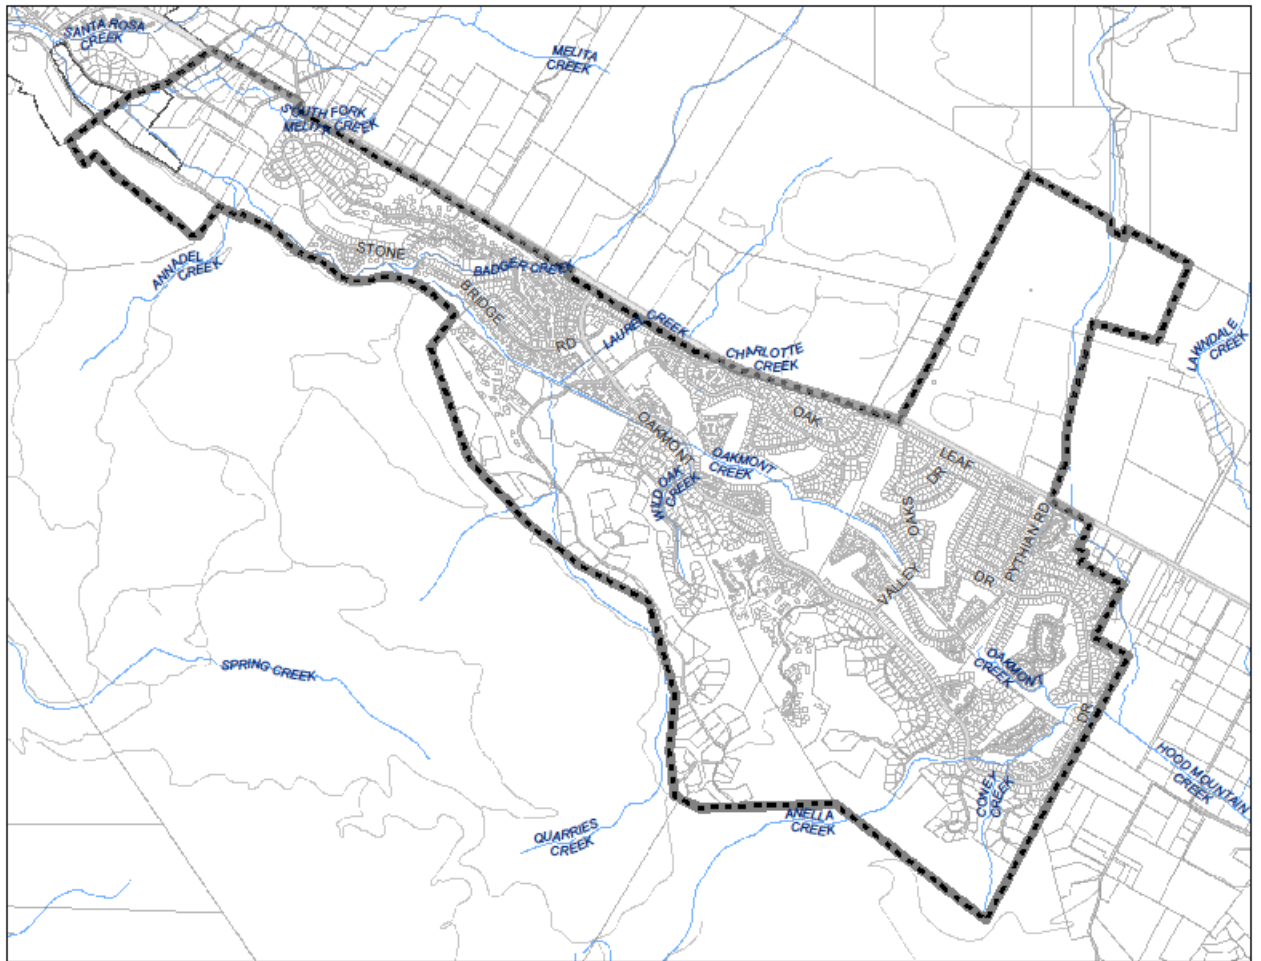 SANTA ROSA
CREEK
MELITA
CREEK
SOUTH FORK
MELITA CREEK
ANNADEL
CREEK
STONE
BADGER CREEK
BRIDGE
RD
LAUREL CREEK
CHARLOTTE
CREEK
LAWNDALE
CREEK
OAK
OAKMONT
OAKMONT
CREEK
LEAF
DR
WILD OAK
CREEK
OAKS
PYTHIAN RD
VALLEY
DR
SPRING CREEK
OAKMONT
CREEK
DR
HOOD MOUNTAIN
CREEK
CONEY
CREEK
ANELLA
CREEK
QUARRIES
CREEK